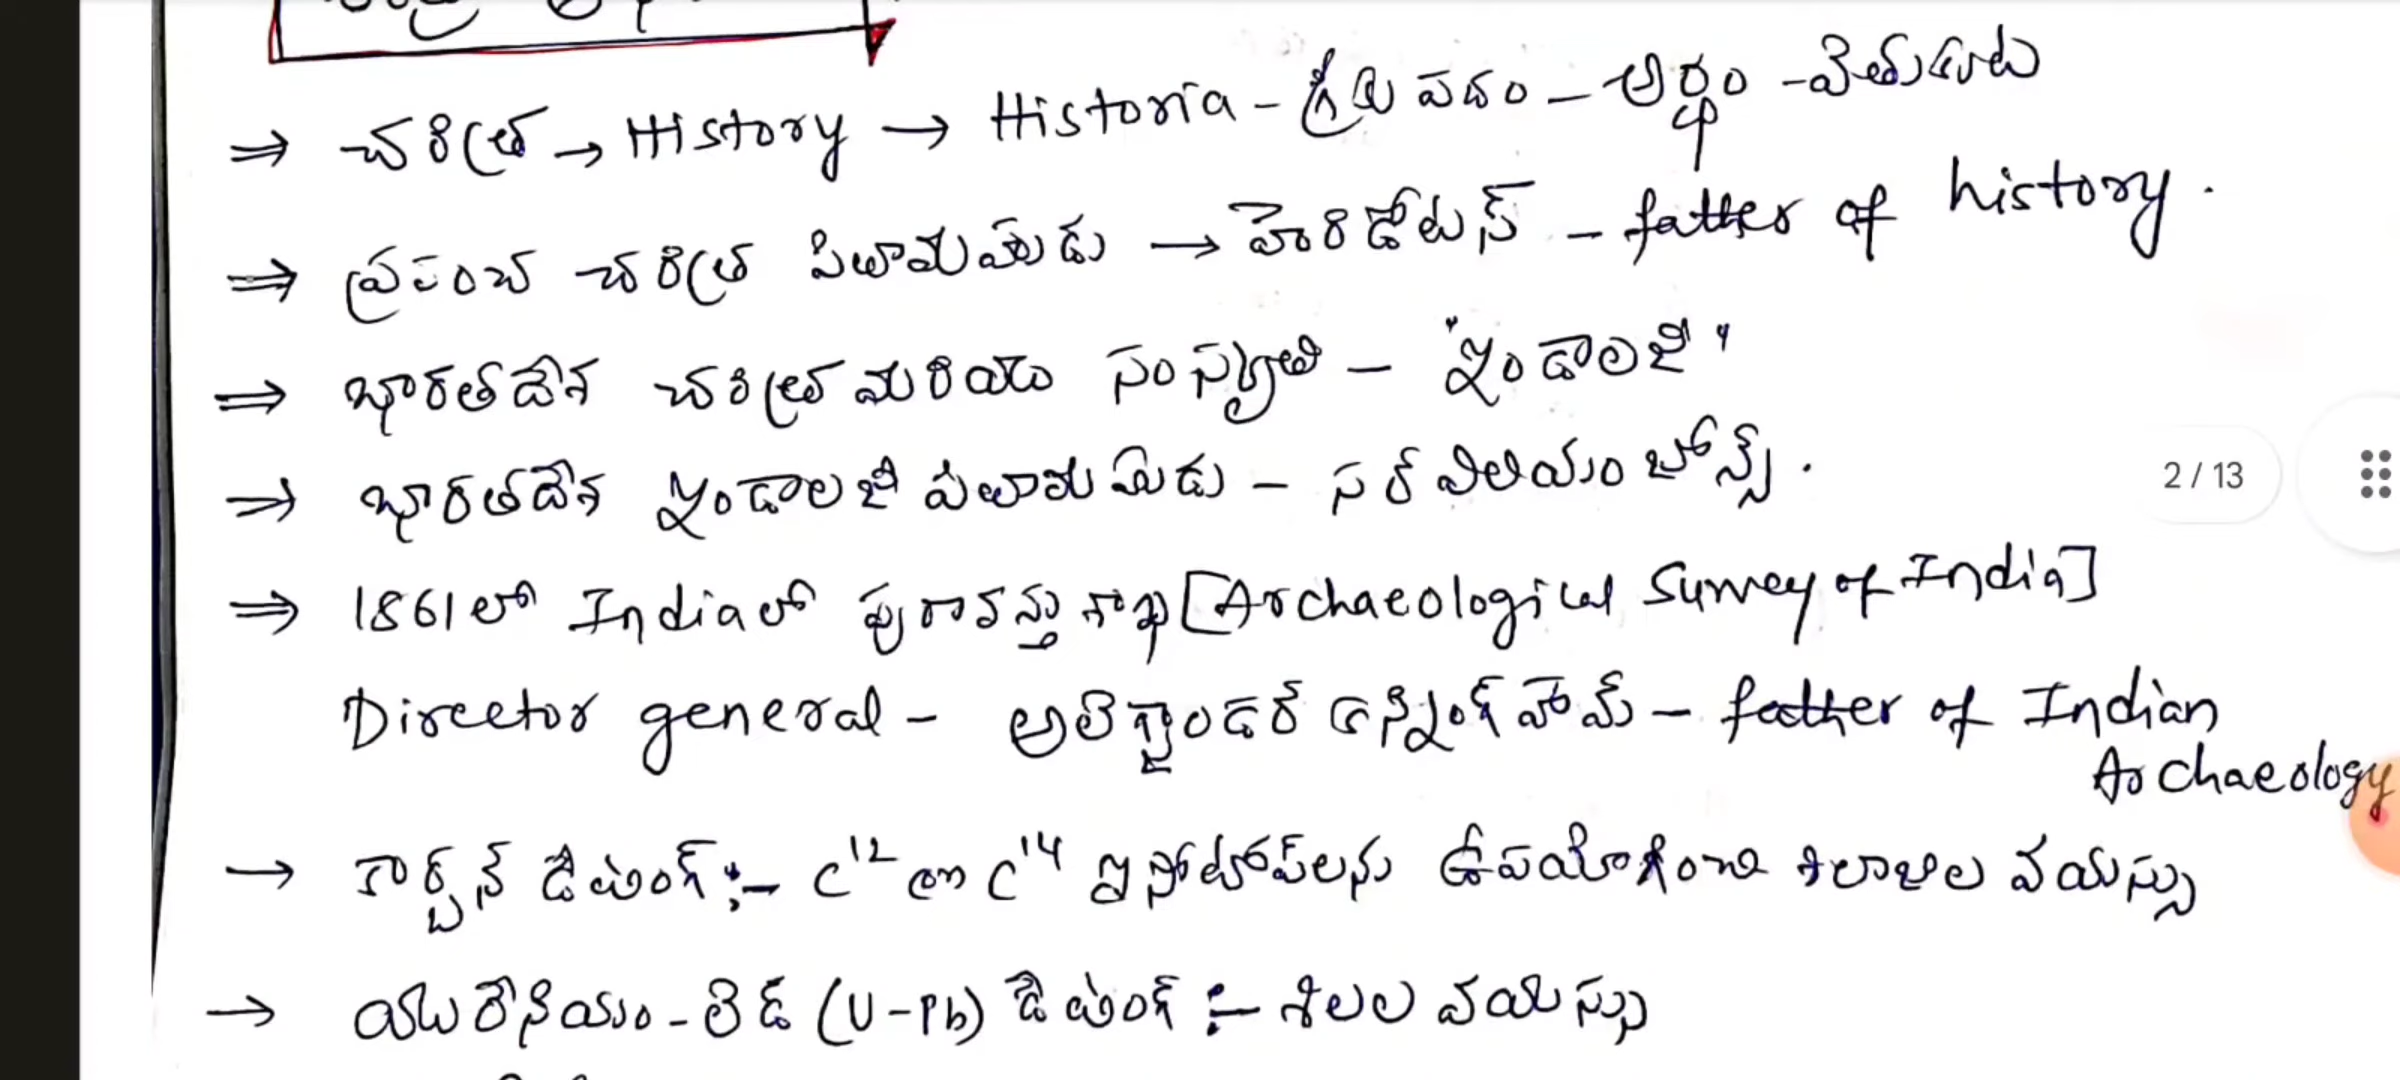 ⇒ చరిత్ర → History → Historia - గ్రీకు పదం - అర్థం - వెతుకుట
⇒ ప్రపంచ చరిత్ర పితామహుడు → హెరిడోటస్ - father of history.
⇒ భారతదేశ చరిత్ర మరియు సంస్కృతి - "ఇండాలజీ"
⇒ భారతదేశ ఇండాలజీ పితామహుడు - సర్ విలియం జోన్స్.
2 / 13
⇒ 1861లో Indiaలో పురావస్తు శాఖ [Archaeological Survey of India]
Director general - అలెగ్జాండర్ కన్నింగ్ హామ్ - father of Indian
Archaeology
→ కార్బన్ డేటింగ్ :- C12 C14 ఐసోటోప్‌లను ఉపయోగించి శిలాజాల వయస్సు
→ యురేనియం - లెడ్ (U-Pb) డేటింగ్ :- శిలల వయస్సు